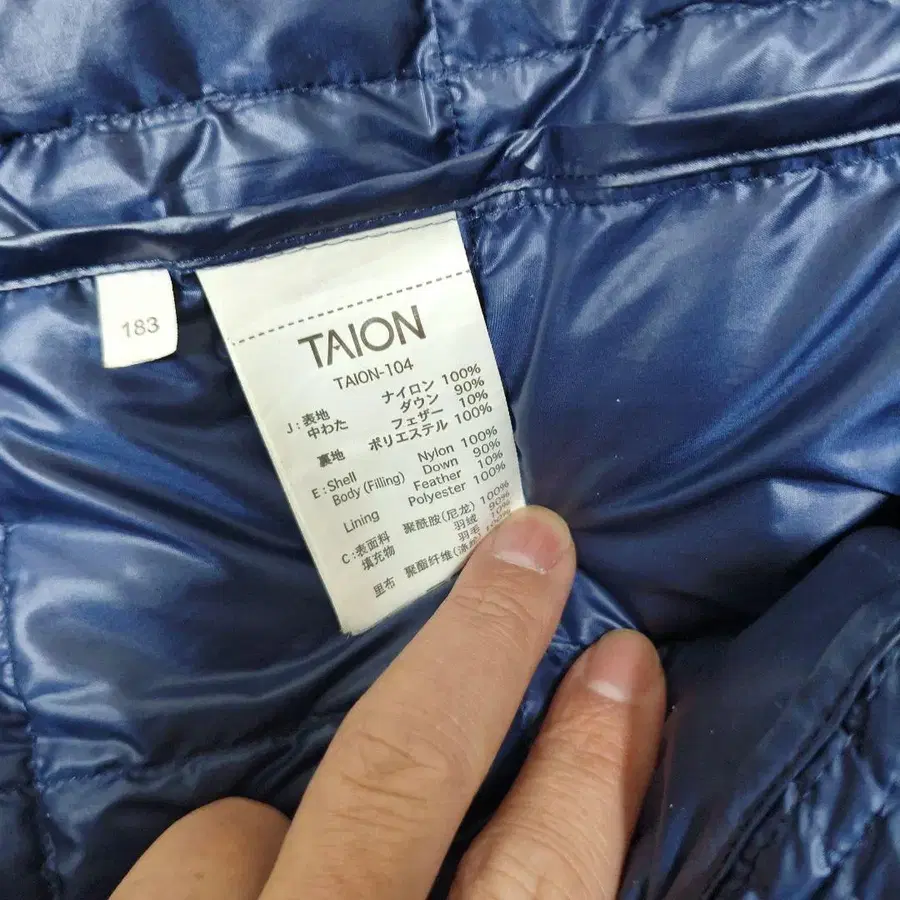 183
TAION
TAION-104
J:表地 ナイロン 100%
中わた ダウン 90%
フェザー 10%
裏地 ポリエステル 100%
E:Shell Nylon 100%
Body (Filling) Down 90%
Feather 10%
Lining Polyester 100%
C:表面料 聚酰胺(尼龙) 100%
填充物 羽绒 90%
羽毛 10%
里布 聚酯纤维(涤 100%